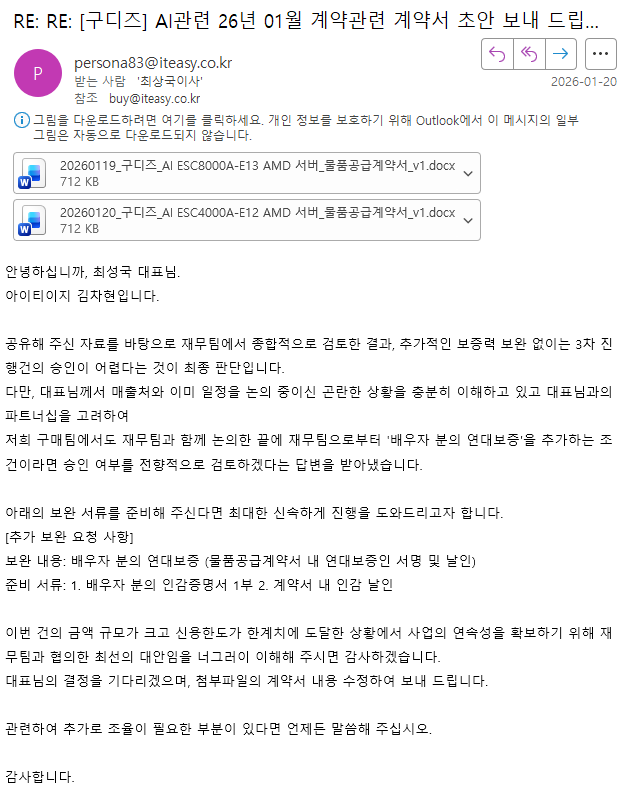 RE: RE: [구디즈] AI관련 26년 01월 계약관련 계약서 초안 보내 드립...
P
persona83@iteasy.co.kr
받는 사람 '최상국이사'
참조 buy@iteasy.co.kr
2026-01-20
그림을 다운로드하려면 여기를 클릭하세요. 개인 정보를 보호하기 위해 Outlook에서 이 메시지의 일부
그림은 자동으로 다운로드되지 않습니다.
20260119_구디즈_AI ESC8000A-E13 AMD 서버_물품공급계약서_v1.docx
712 KB
20260120_구디즈_AI ESC4000A-E12 AMD 서버_물품공급계약서_v1.docx
712 KB
안녕하십니까, 최성국 대표님.
아이티이지 김차현입니다.
공유해 주신 자료를 바탕으로 재무팀에서 종합적으로 검토한 결과, 추가적인 보증력 보완 없이는 3차 진
행건의 승인이 어렵다는 것이 최종 판단입니다.
다만, 대표님께서 매출처와 이미 일정을 논의 중이신 곤란한 상황을 충분히 이해하고 있고 대표님과의
파트너십을 고려하여
저희 구매팀에서도 재무팀과 함께 논의한 끝에 재무팀으로부터 '배우자 분의 연대보증'을 추가하는 조
건이라면 승인 여부를 전향적으로 검토하겠다는 답변을 받아냈습니다.
아래의 보완 서류를 준비해 주신다면 최대한 신속하게 진행을 도와드리고자 합니다.
[추가 보완 요청 사항]
보완 내용: 배우자 분의 연대보증 (물품공급계약서 내 연대보증인 서명 및 날인)
준비 서류: 1. 배우자 분의 인감증명서 1부 2. 계약서 내 인감 날인
이번 건의 금액 규모가 크고 신용한도가 한계치에 도달한 상황에서 사업의 연속성을 확보하기 위해 재
무팀과 협의한 최선의 대안임을 너그러이 이해해 주시면 감사하겠습니다.
대표님의 결정을 기다리겠으며, 첨부파일의 계약서 내용 수정하여 보내 드립니다.
관련하여 추가로 조율이 필요한 부분이 있다면 언제든 말씀해 주십시오.
감사합니다.